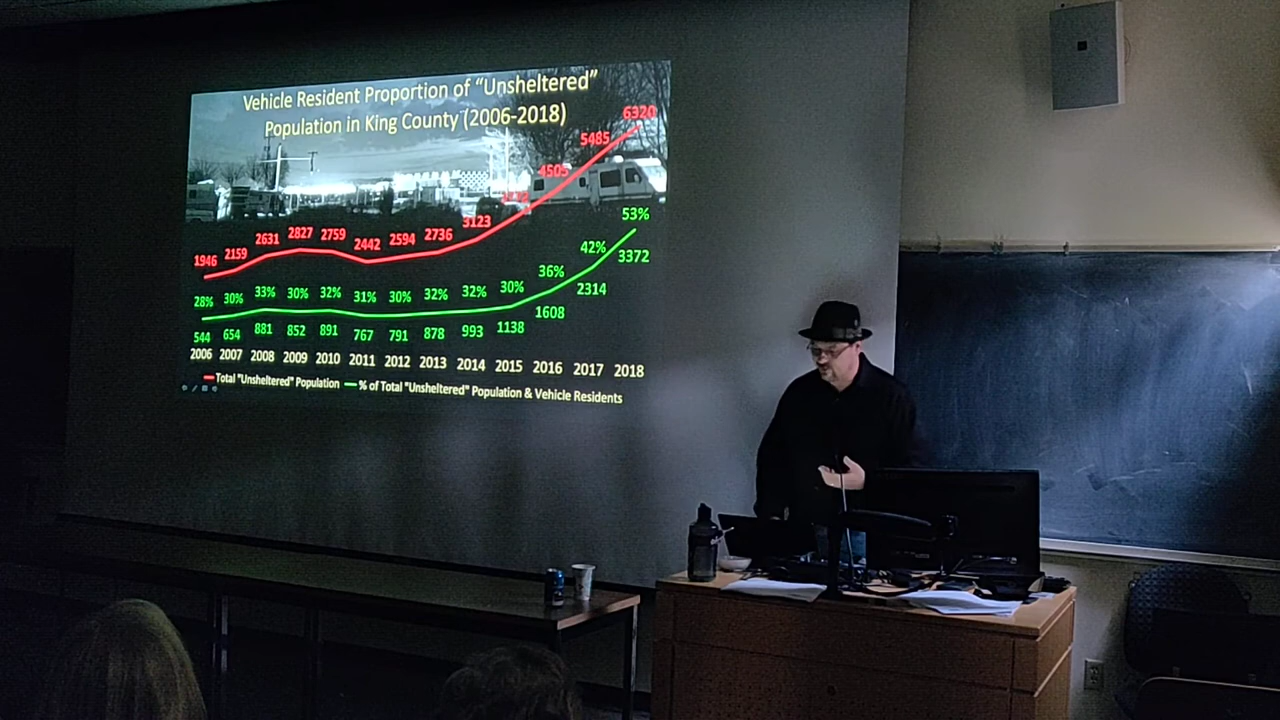 Vehicle Resident Proportion of “Unsheltered”
Population in King County (2006-2018)
1946 2159 2631 2827 2759 2442 2594 2736 3123 4505 5485 6320
28% 30% 33% 30% 32% 31% 30% 32% 32% 30% 36% 42% 53%
544 654 881 852 891 767 791 878 993 1138 1608 2314 3372
2006 2007 2008 2009 2010 2011 2012 2013 2014 2015 2016 2017 2018
Total "Unsheltered" Population % of Total "Unsheltered" Population & Vehicle Residents